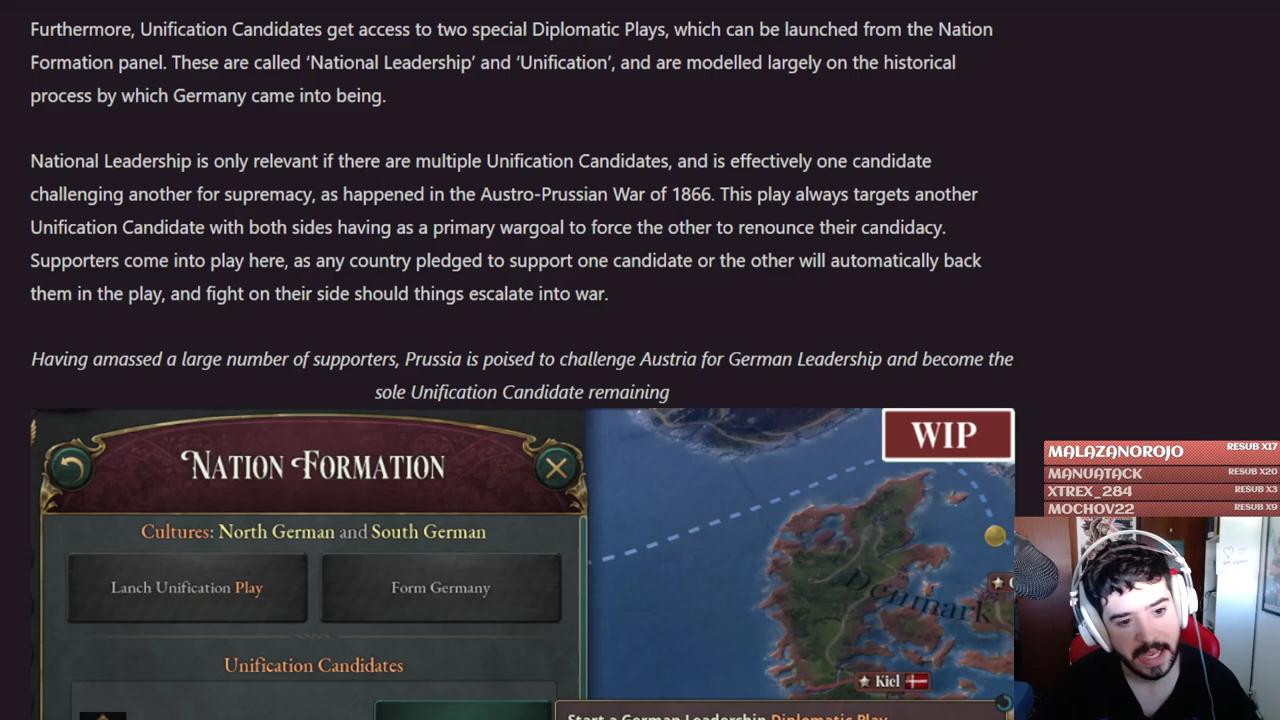 Furthermore, Unification Candidates get access to two special Diplomatic Plays, which can be launched from the Nation
Formation panel. These are called ‘National Leadership’ and ‘Unification’, and are modelled largely on the historical
process by which Germany came into being.
National Leadership is only relevant if there are multiple Unification Candidates, and is effectively one candidate
challenging another for supremacy, as happened in the Austro-Prussian War of 1866. This play always targets another
Unification Candidate with both sides having as a primary wargoal to force the other to renounce their candidacy.
Supporters come into play here, as any country pledged to support one candidate or the other will automatically back
them in the play, and fight on their side should things escalate into war.
Having amassed a large number of supporters, Prussia is poised to challenge Austria for German Leadership and become the
sole Unification Candidate remaining
WIP
NATION FORMATION
Cultures: North German and South German
Lanch Unification Play
Form Germany
Unification Candidates
Denmark
Kiel
Start a German Leadership Diplomatic Play
MALAZANOROJO RESUB X17
MANUATACK RESUB X20
XTREX_284 RESUB X3
MOCHOV22 RESUB X9